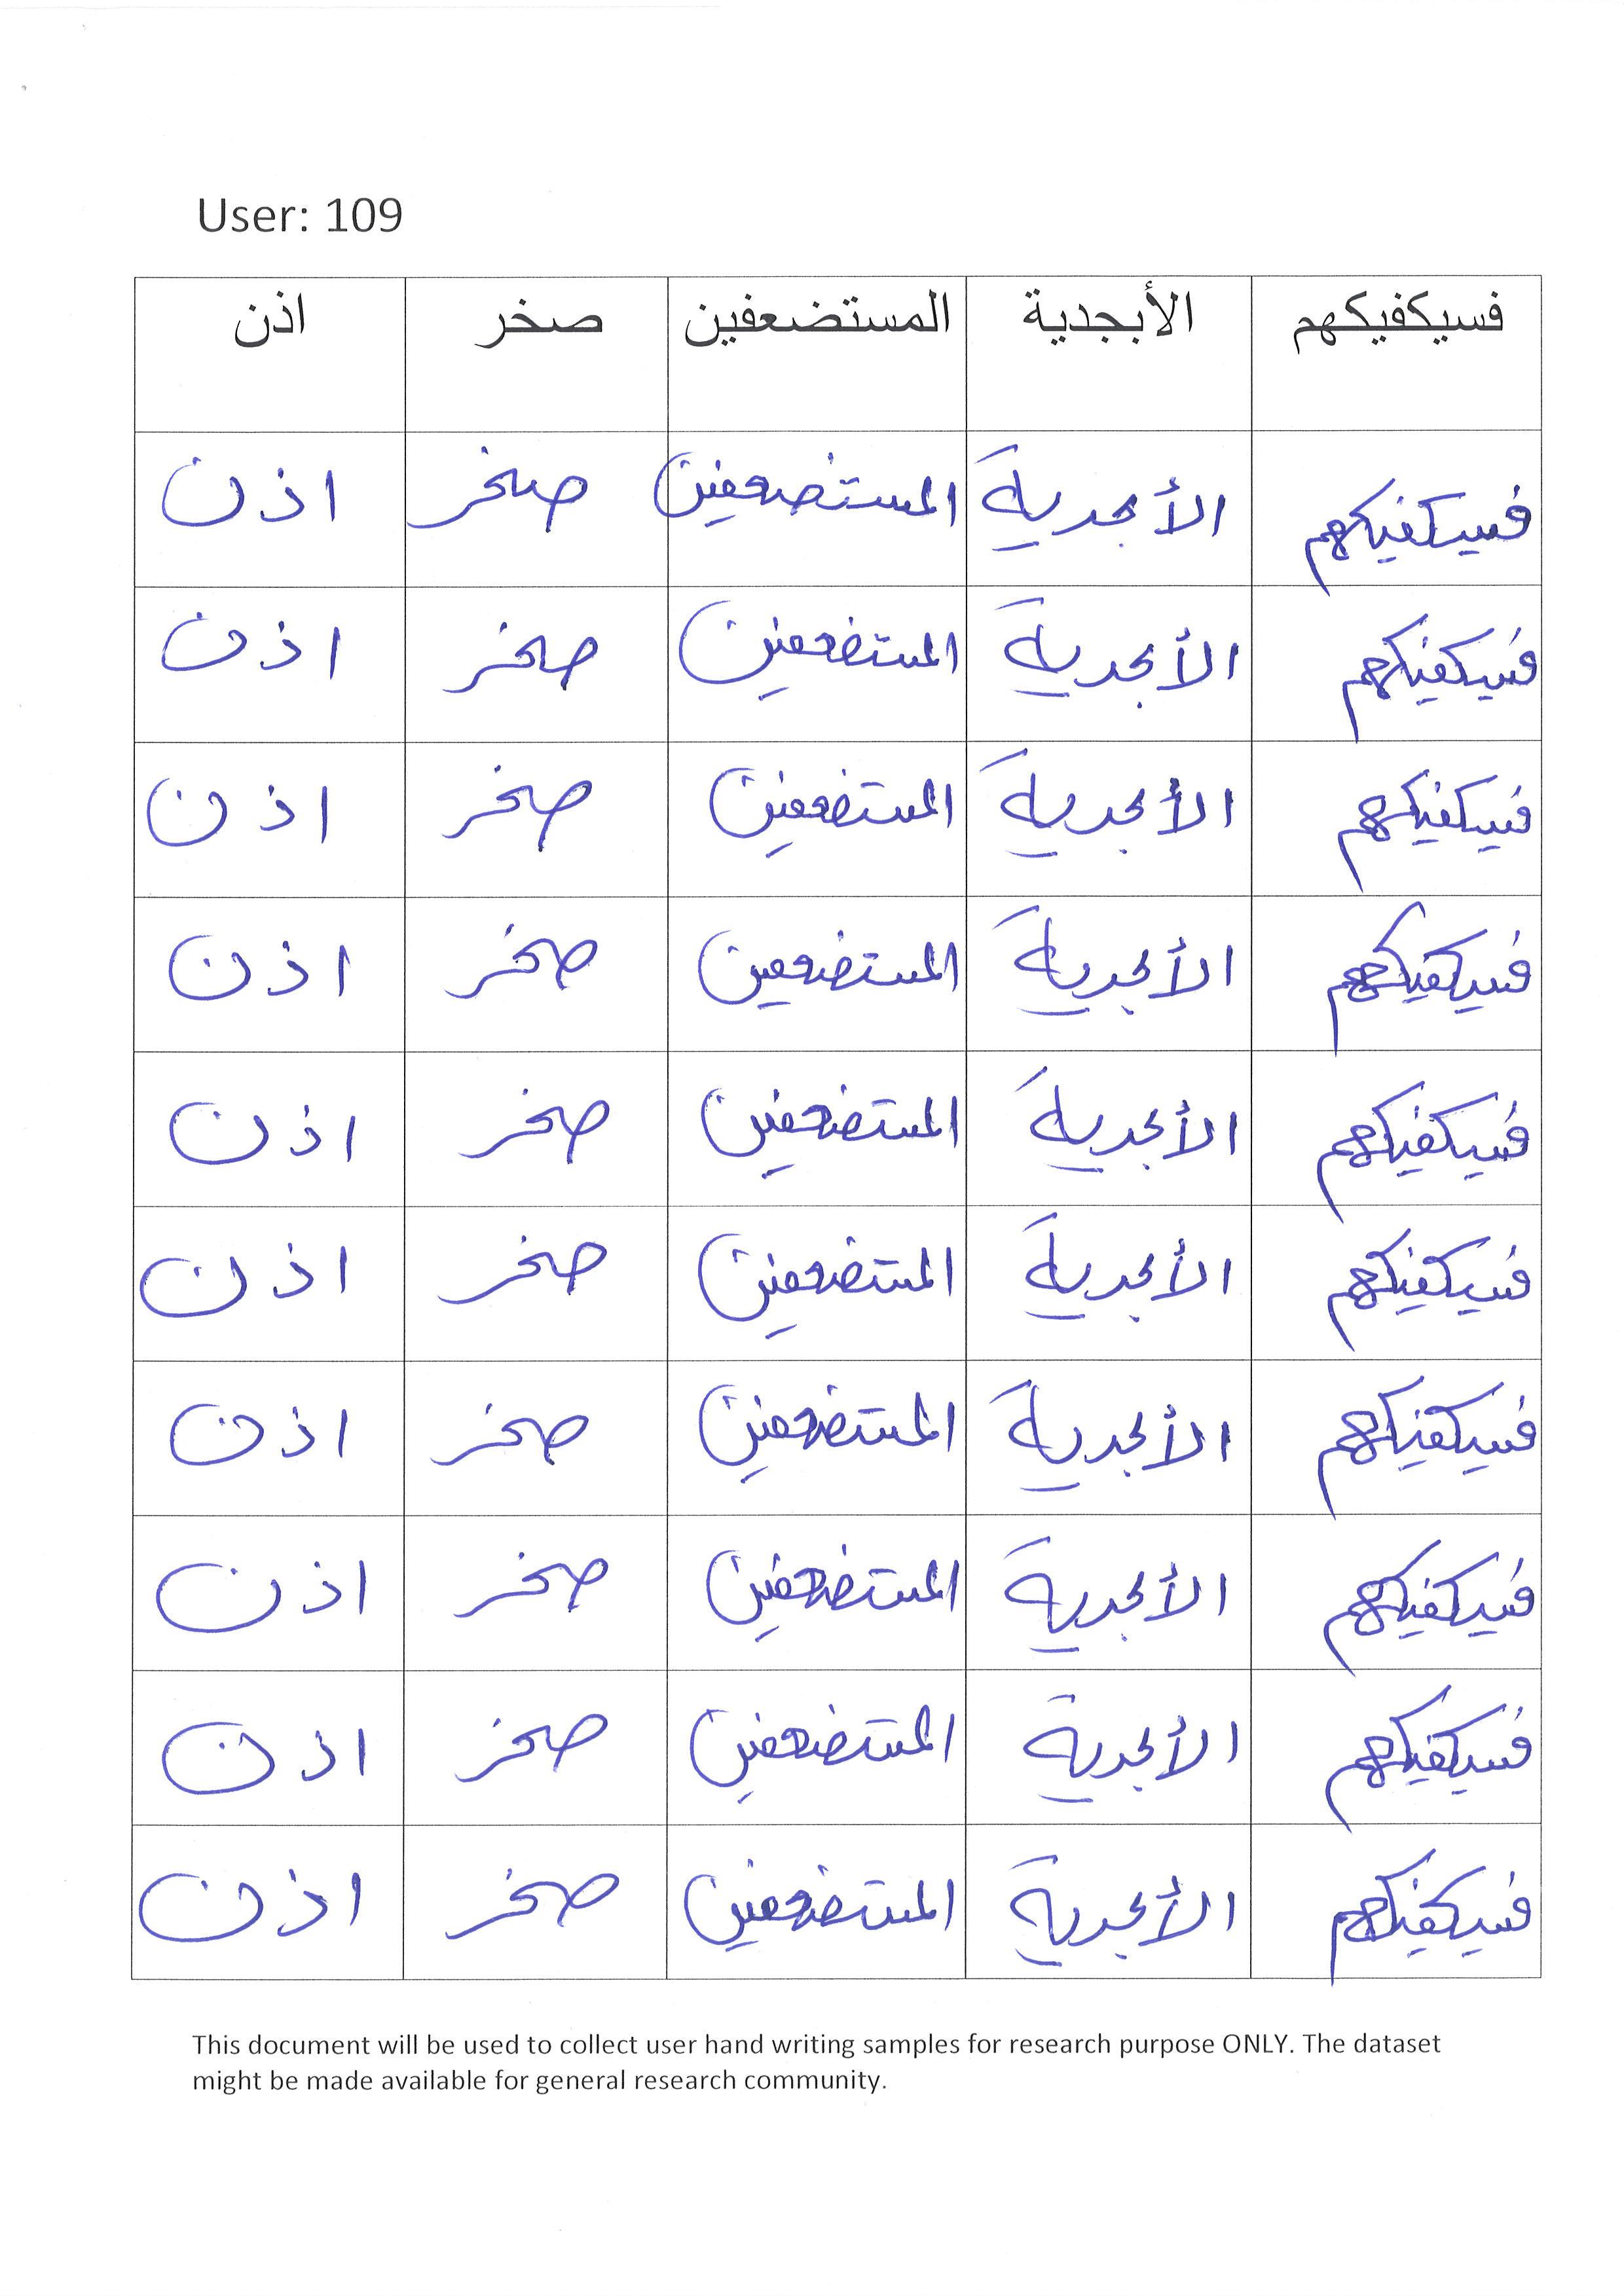 User: 109
فسيكفيكهم الأبجدية المستضعفين صخر اذن
فسيكفيكهم الأبجدية المستضعفين صخر اذن
فسيكفيكهم الأبجدية المستضعفين صخر اذن
فسيكفيكهم الأبجدية المستضعفين صخر اذن
فسيكفيكهم الأبجدية المستضعفين صخر اذن
فسيكفيكهم الأبجدية المستضعفين صخر اذن
فسيكفيكهم الأبجدية المستضعفين صخر اذن
فسيكفيكهم الأبجدية المستضعفين صخر اذن
فسيكفيكهم الأبجدية المستضعفين صخر اذن
فسيكفيكهم الأبجدية المستضعفين صخر اذن
فسيكفيكهم الأبجدية المستضعفين صخر اذن
This document will be used to collect user hand writing samples for research purpose ONLY. The dataset
might be made available for general research community.